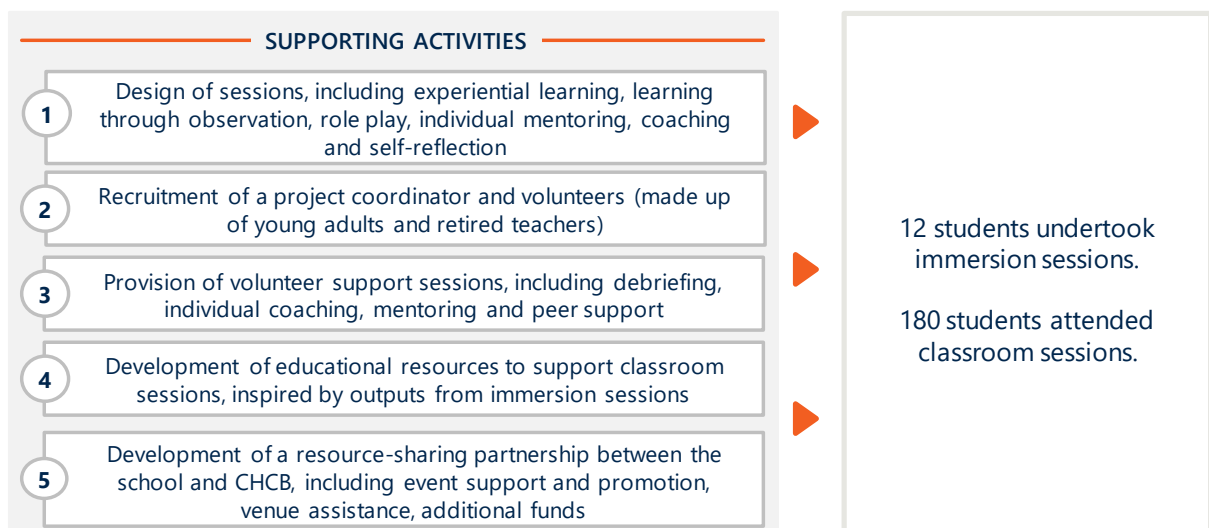 SUPPORTING ACTIVITIES
1
Design of sessions, including experiential learning, learning
through observation, role play, individual mentoring, coaching
and self-reflection
2
Recruitment of a project coordinator and volunteers (made up
of young adults and retired teachers)
3
Provision of volunteer support sessions, including debriefing,
individual coaching, mentoring and peer support
4
Development of educational resources to support classroom
sessions, inspired by outputs from immersion sessions
5
Development of a resource-sharing partnership between the
school and CHCB, including event support and promotion,
venue assistance, additional funds
12 students undertook
immersion sessions.
180 students attended
classroom sessions.